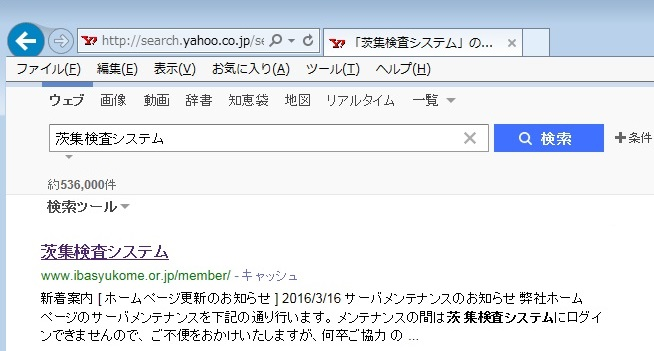 http://search.yahoo.co.jp/se
「茨集検査システム」の...
ファイル(F) 編集(E) 表示(V) お気に入り(A) ツール(T) ヘルプ(H)
ウェブ 画像 動画 辞書 知恵袋 地図 リアルタイム 一覧
茨集検査システム
検索
+条件
約536,000件
検索ツール
茨集検査システム
www.ibasyukome.or.jp/member/ - キャッシュ
新着案内 [ ホームページ更新のお知らせ ] 2016/3/16 サーバメンテナンスのお知らせ 弊社ホーム
ページのサーバメンテナンスを下記の通り行います。メンテナンスの間は茨 集検査システムにログイ
ンできませんので、ご不便をおかけいたしますが、何卒ご協力 の ...